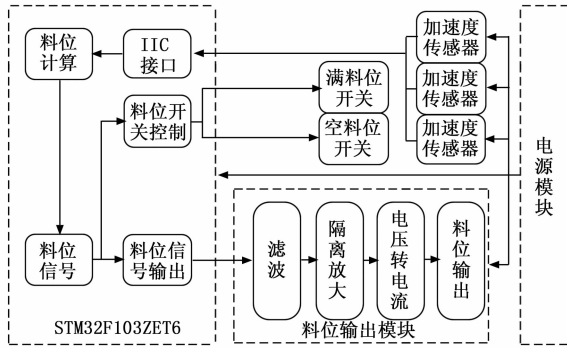 料位
计算
IIC
接口
加速度
传感器
满料位
开关
加速度
传感器
料位开
关控制
空料位
开关
加速度
传感器
电源模块
料位
信号
料位信
号输出
滤波
隔离放大
电压转电流
料位输出
STM32F103ZET6
料位输出模块